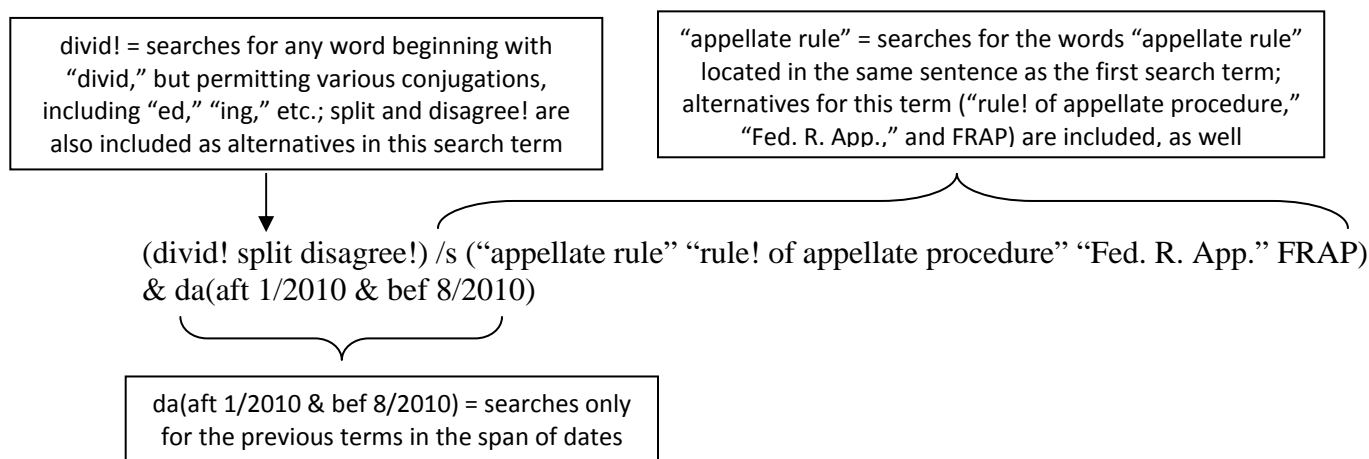 divid! = searches for any word beginning with
“divid,” but permitting various conjugations,
including “ed,” “ing,” etc.; split and disagree! are
also included as alternatives in this search term
“appellate rule” = searches for the words “appellate rule”
located in the same sentence as the first search term;
alternatives for this term (“rule! of appellate procedure,”
“Fed. R. App.,” and FRAP) are included, as well
(divid! split disagree!) /s (“appellate rule” “rule! of appellate procedure” “Fed. R. App.” FRAP)
& da(aft 1/2010 & bef 8/2010)
da(aft 1/2010 & bef 8/2010) = searches only
for the previous terms in the span of dates